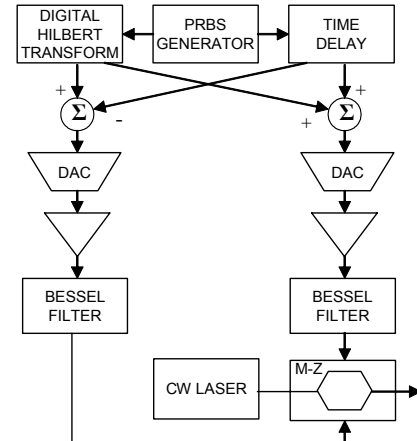 DIGITAL
HILBERT
TRANSFORM
PRBS
GENERATOR
TIME
DELAY
+
Σ
-
+
Σ
+
DAC
DAC
BESSEL
FILTER
BESSEL
FILTER
CW LASER
M-Z